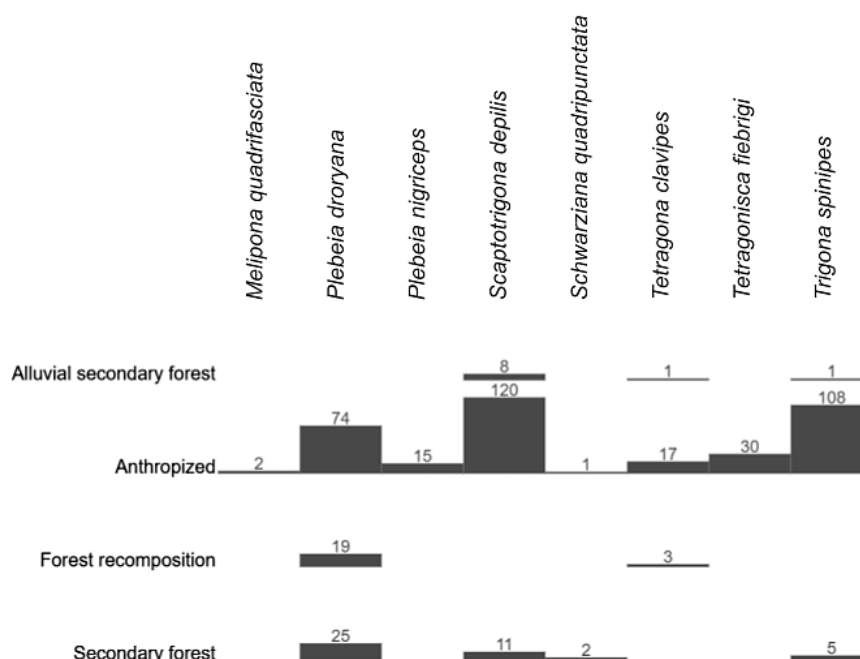 Melipona quadrifasciata
Plebeia droryana
Plebeia nigriceps
Scaptotrigona depilis
Schwarziana quadripunctata
Tetragona clavipes
Tetragonisca fiebrigi
Trigona spinipes
Alluvial secondary forest 8 1 1
Anthropized 2 74 15 120 1 17 30 108
Forest recomposition 19 3
Secondary forest 25 11 2 5